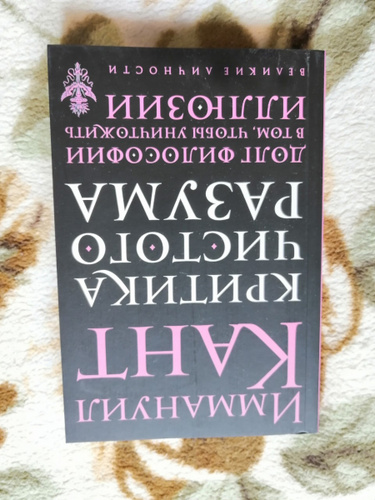 ИММАНУИЛ
КАНТ
КРИТИКА
ЧИСТОГО
РАЗУМА
ДОЛГ ФИЛОСОФИИ
В ТОМ, ЧТОБЫ УНИЧТОЖИТЬ
ИЛЛЮЗИИ
ВЕЛИКИЕ ЛИЧНОСТИ